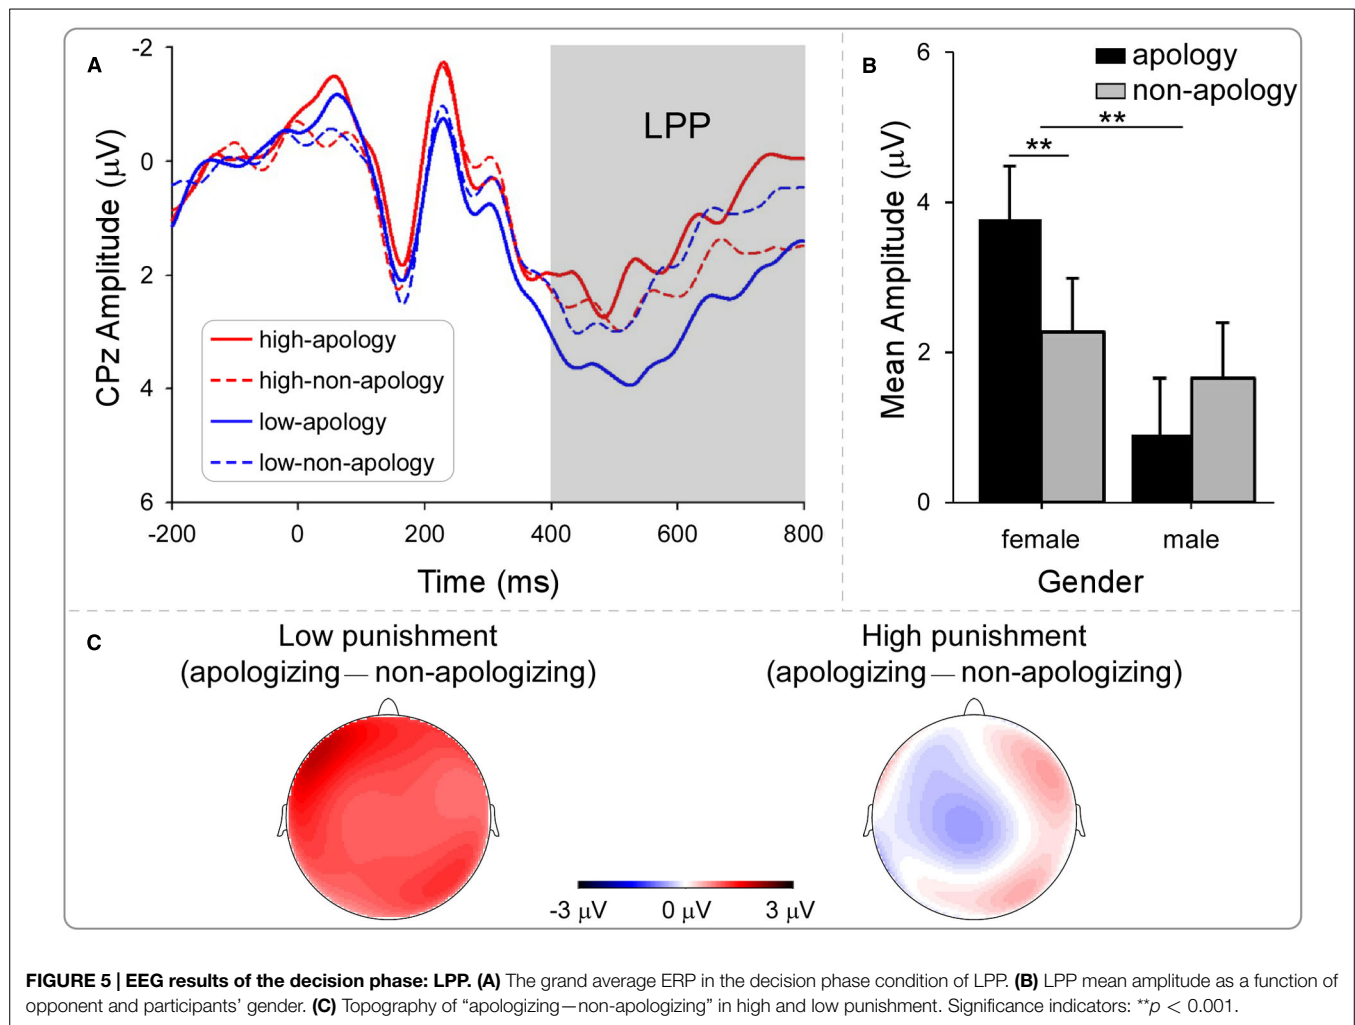 A
-2
0
2
4
6
CPz Amplitude (μV)
LPP
high-apology
high-non-apology
low-apology
low-non-apology
-200 0 200 400 600 800
Time (ms)
B
6
4
2
0
Mean Amplitude (μV)
apology
non-apology
**
**
female male
Gender
C
Low punishment
(apologizing — non-apologizing)
High punishment
(apologizing — non-apologizing)
-3 μV 0 μV 3 μV
FIGURE 5 | EEG results of the decision phase: LPP. (A) The grand average ERP in the decision phase condition of LPP. (B) LPP mean amplitude as a function of
opponent and participants' gender. (C) Topography of “apologizing—non-apologizing” in high and low punishment. Significance indicators: **p < 0.001.